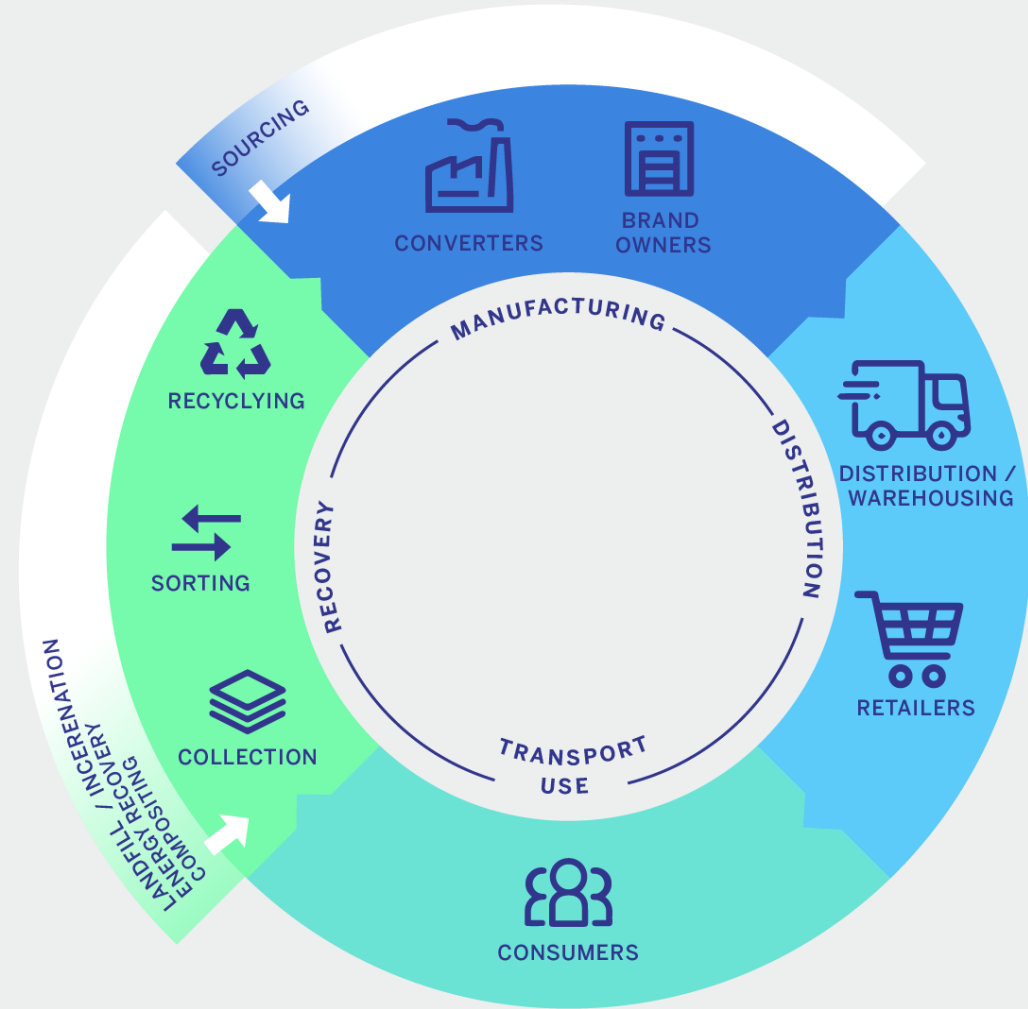 SOURCING
CONVERTERS
BRAND
OWNERS
MANUFACTURING
DISTRIBUTION
DISTRIBUTION /
WAREHOUSING
RETAILERS
TRANSPORT
USE
CONSUMERS
RECOVERY
RECYCLYING
SORTING
COLLECTION
LANDFILL / INCERENATION
ENERGY RECOVERY
COMPOSITING